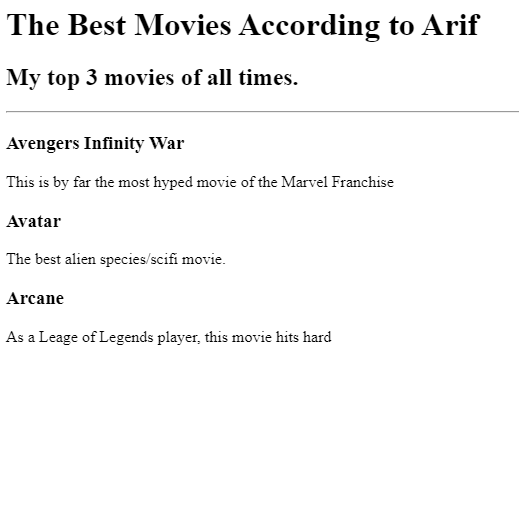 The Best Movies According to Arif
My top 3 movies of all times.
Avengers Infinity War
This is by far the most hyped movie of the Marvel Franchise
Avatar
The best alien species/scifi movie.
Arcane
As a Leage of Legends player, this movie hits hard